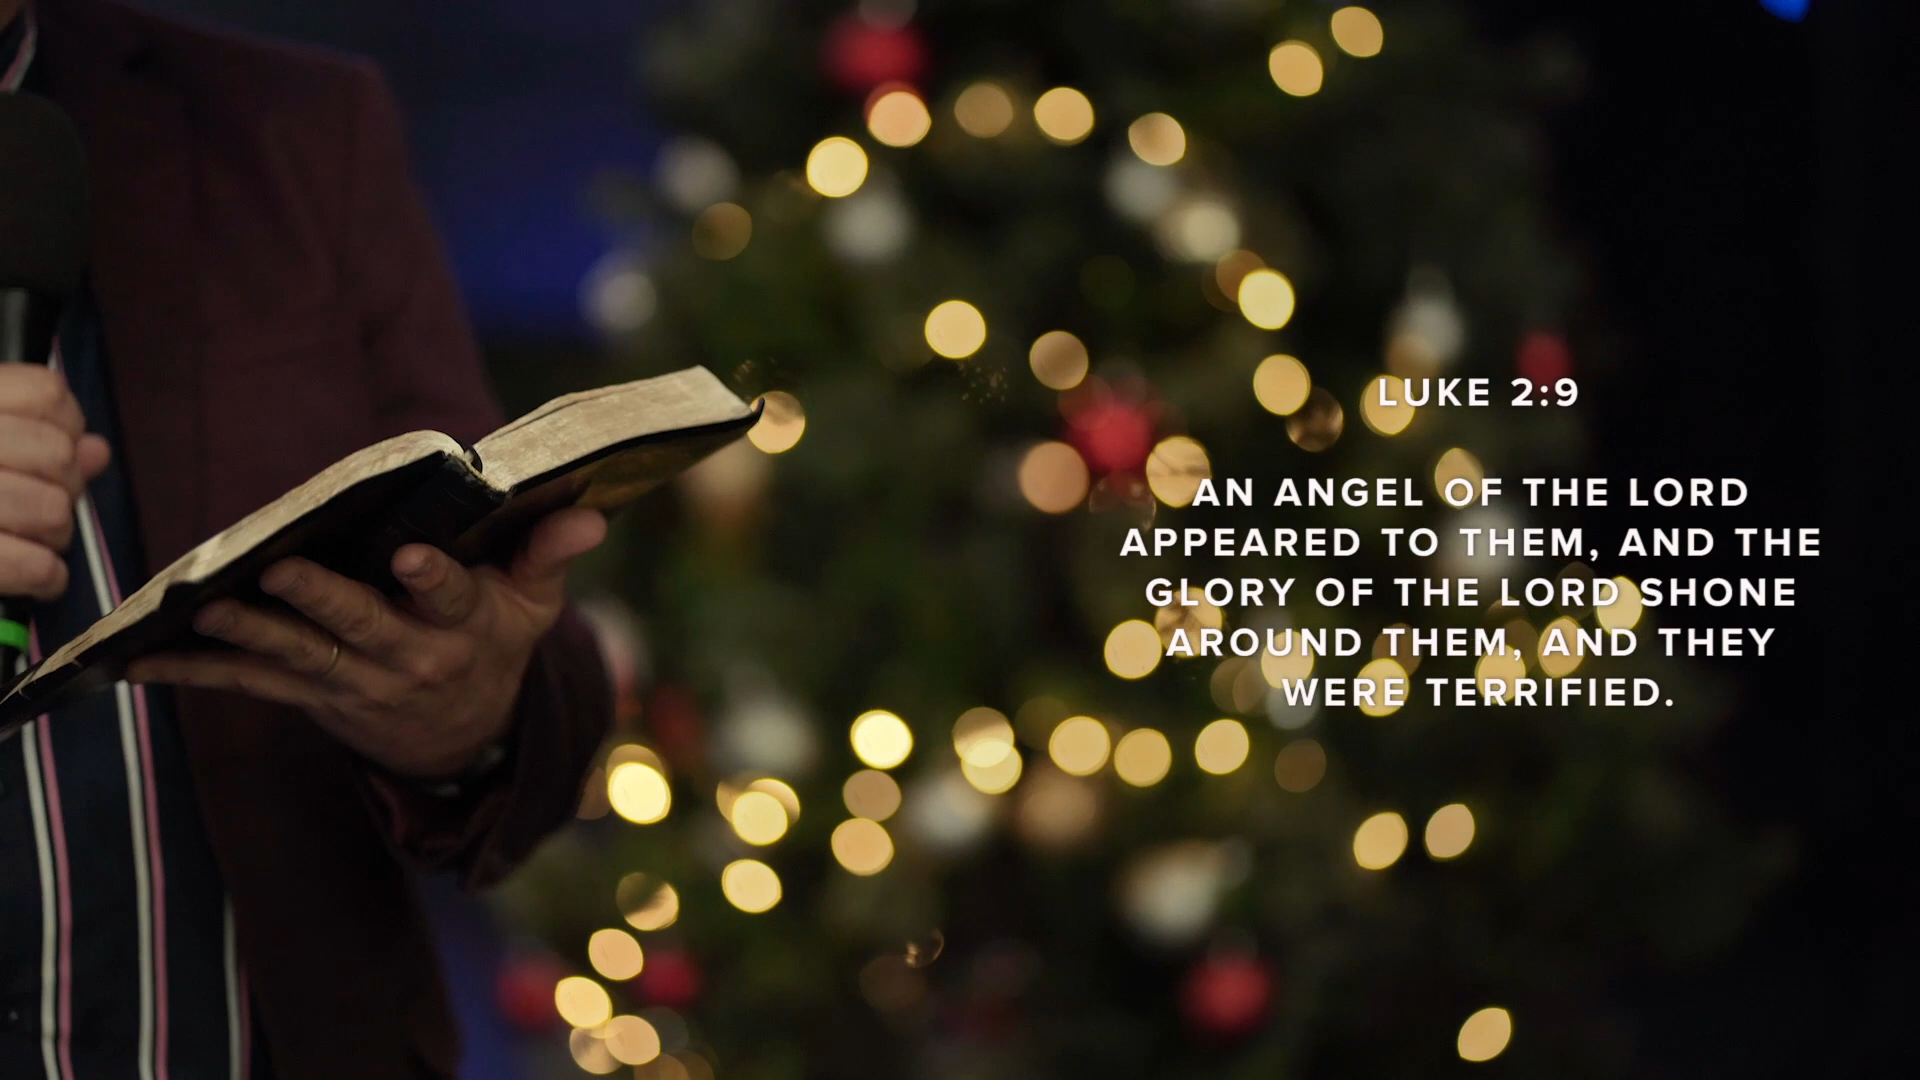 LUKE 2:9
AN ANGEL OF THE LORD
APPEARED TO THEM, AND THE
GLORY OF THE LORD SHONE
AROUND THEM, AND THEY
WERE TERRIFIED.